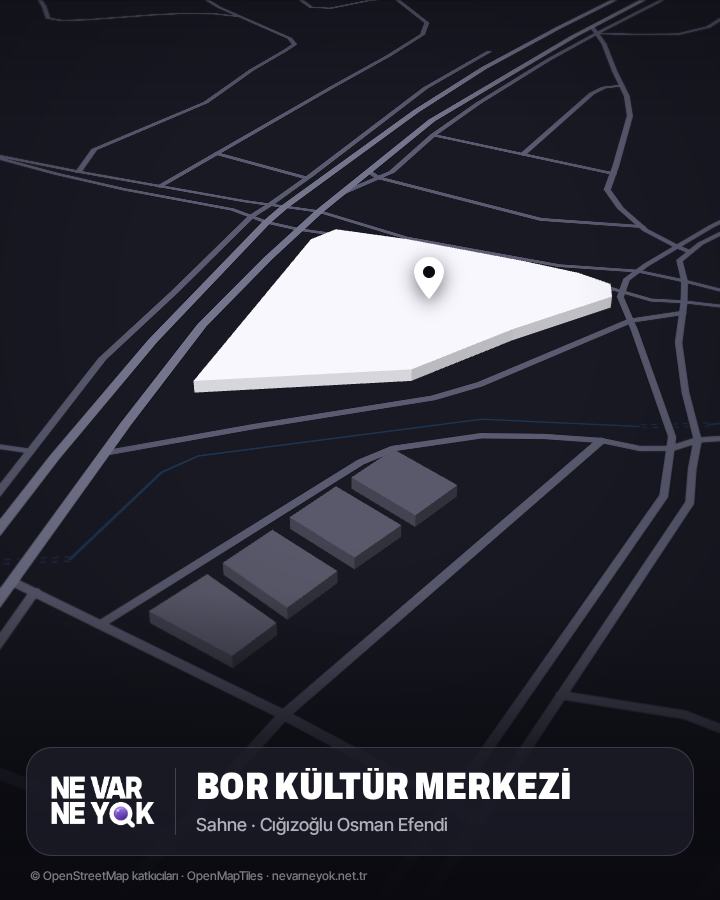 NE VAR
NE YOK
BOR KÜLTÜR MERKEZİ
Sahne · Cığızoğlu Osman Efendi
© OpenStreetMap katkıcıları · OpenMapTiles · nevarneyok.net.tr